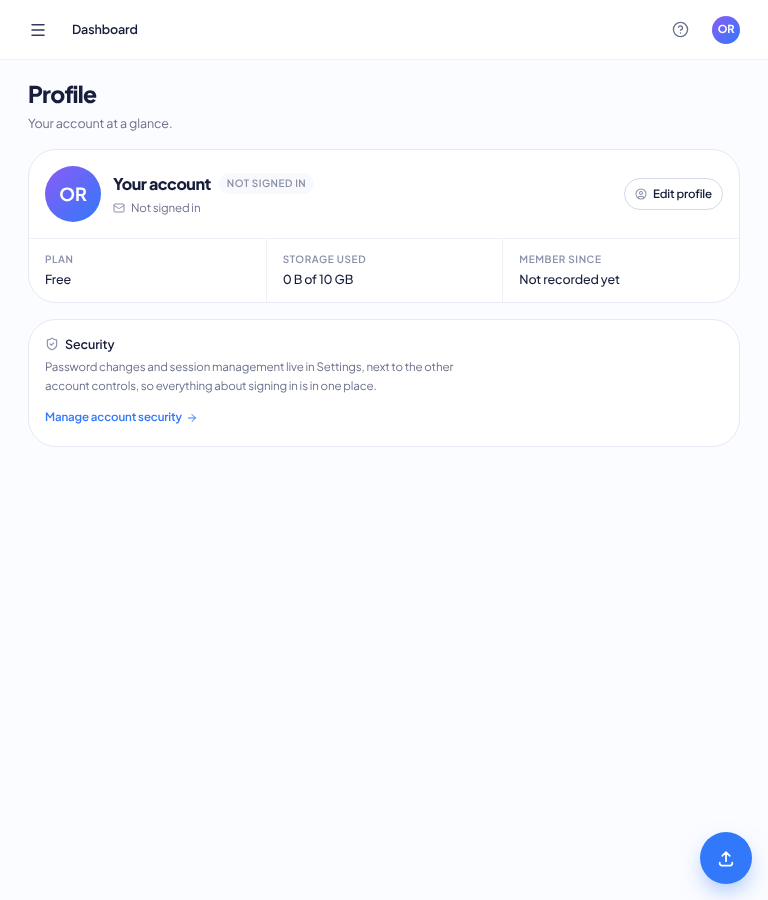 Dashboard
OR
Profile
Your account at a glance.
OR
Your account
NOT SIGNED IN
Not signed in
Edit profile
PLAN
Free
STORAGE USED
0 B of 10 GB
MEMBER SINCE
Not recorded yet
Security
Password changes and session management live in Settings, next to the other
account controls, so everything about signing in is in one place.
Manage account security →